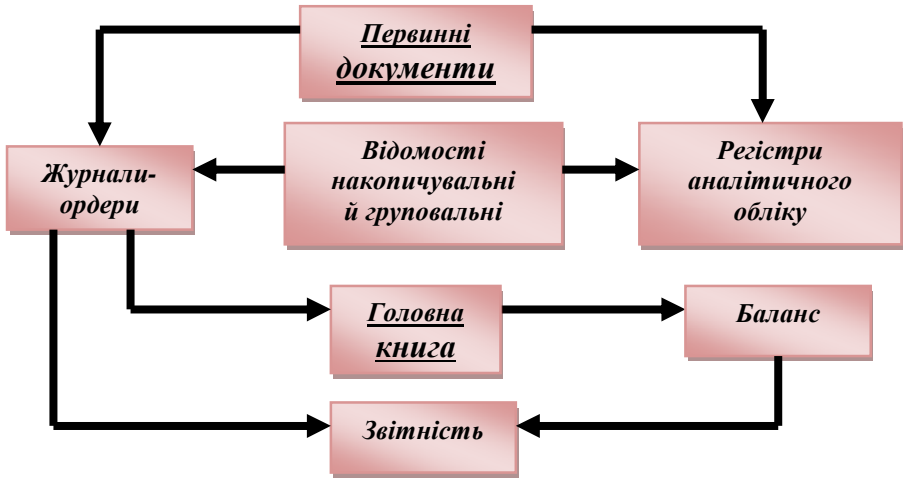 Первинні
документи
Журнали-
ордери
Відомості
накопичувальні
й груповальні
Регістри
аналітичного
обліку
Головна
книга
Баланс
Звітність